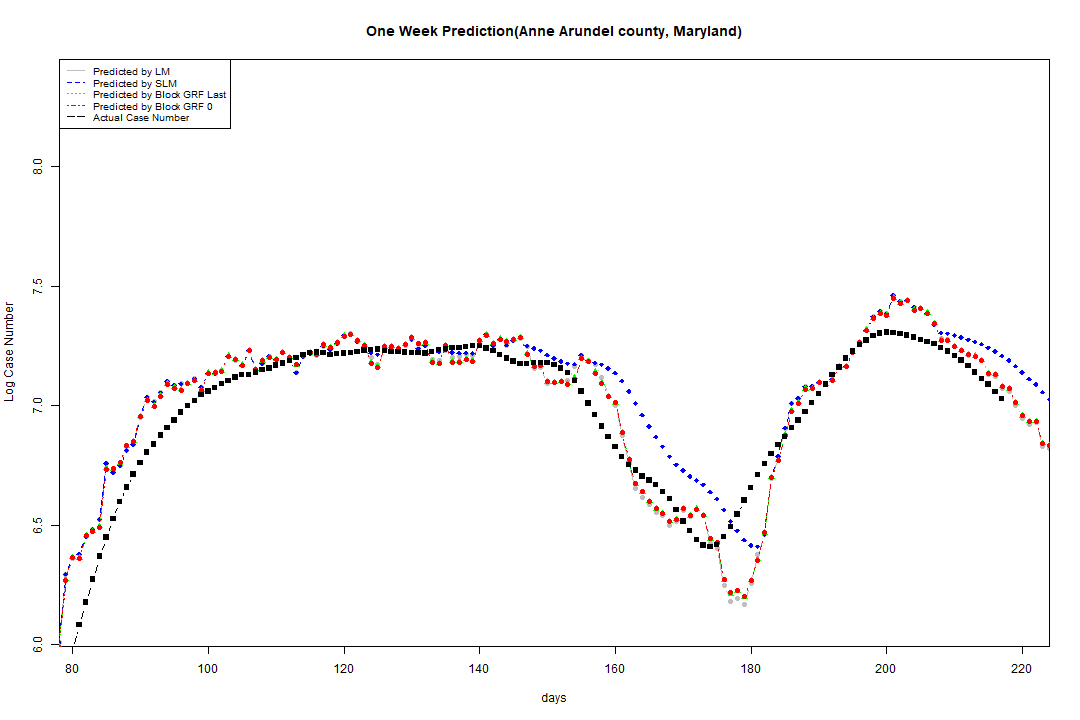 One Week Prediction(Anne Arundel county, Maryland)
Predicted by LM
Predicted by SLM
Predicted by Block GRF Last
Predicted by Block GRF 0
Actual Case Number
Log Case Number
8.0
7.5
7.0
6.5
6.0
80 100 120 140 160 180 200 220
days